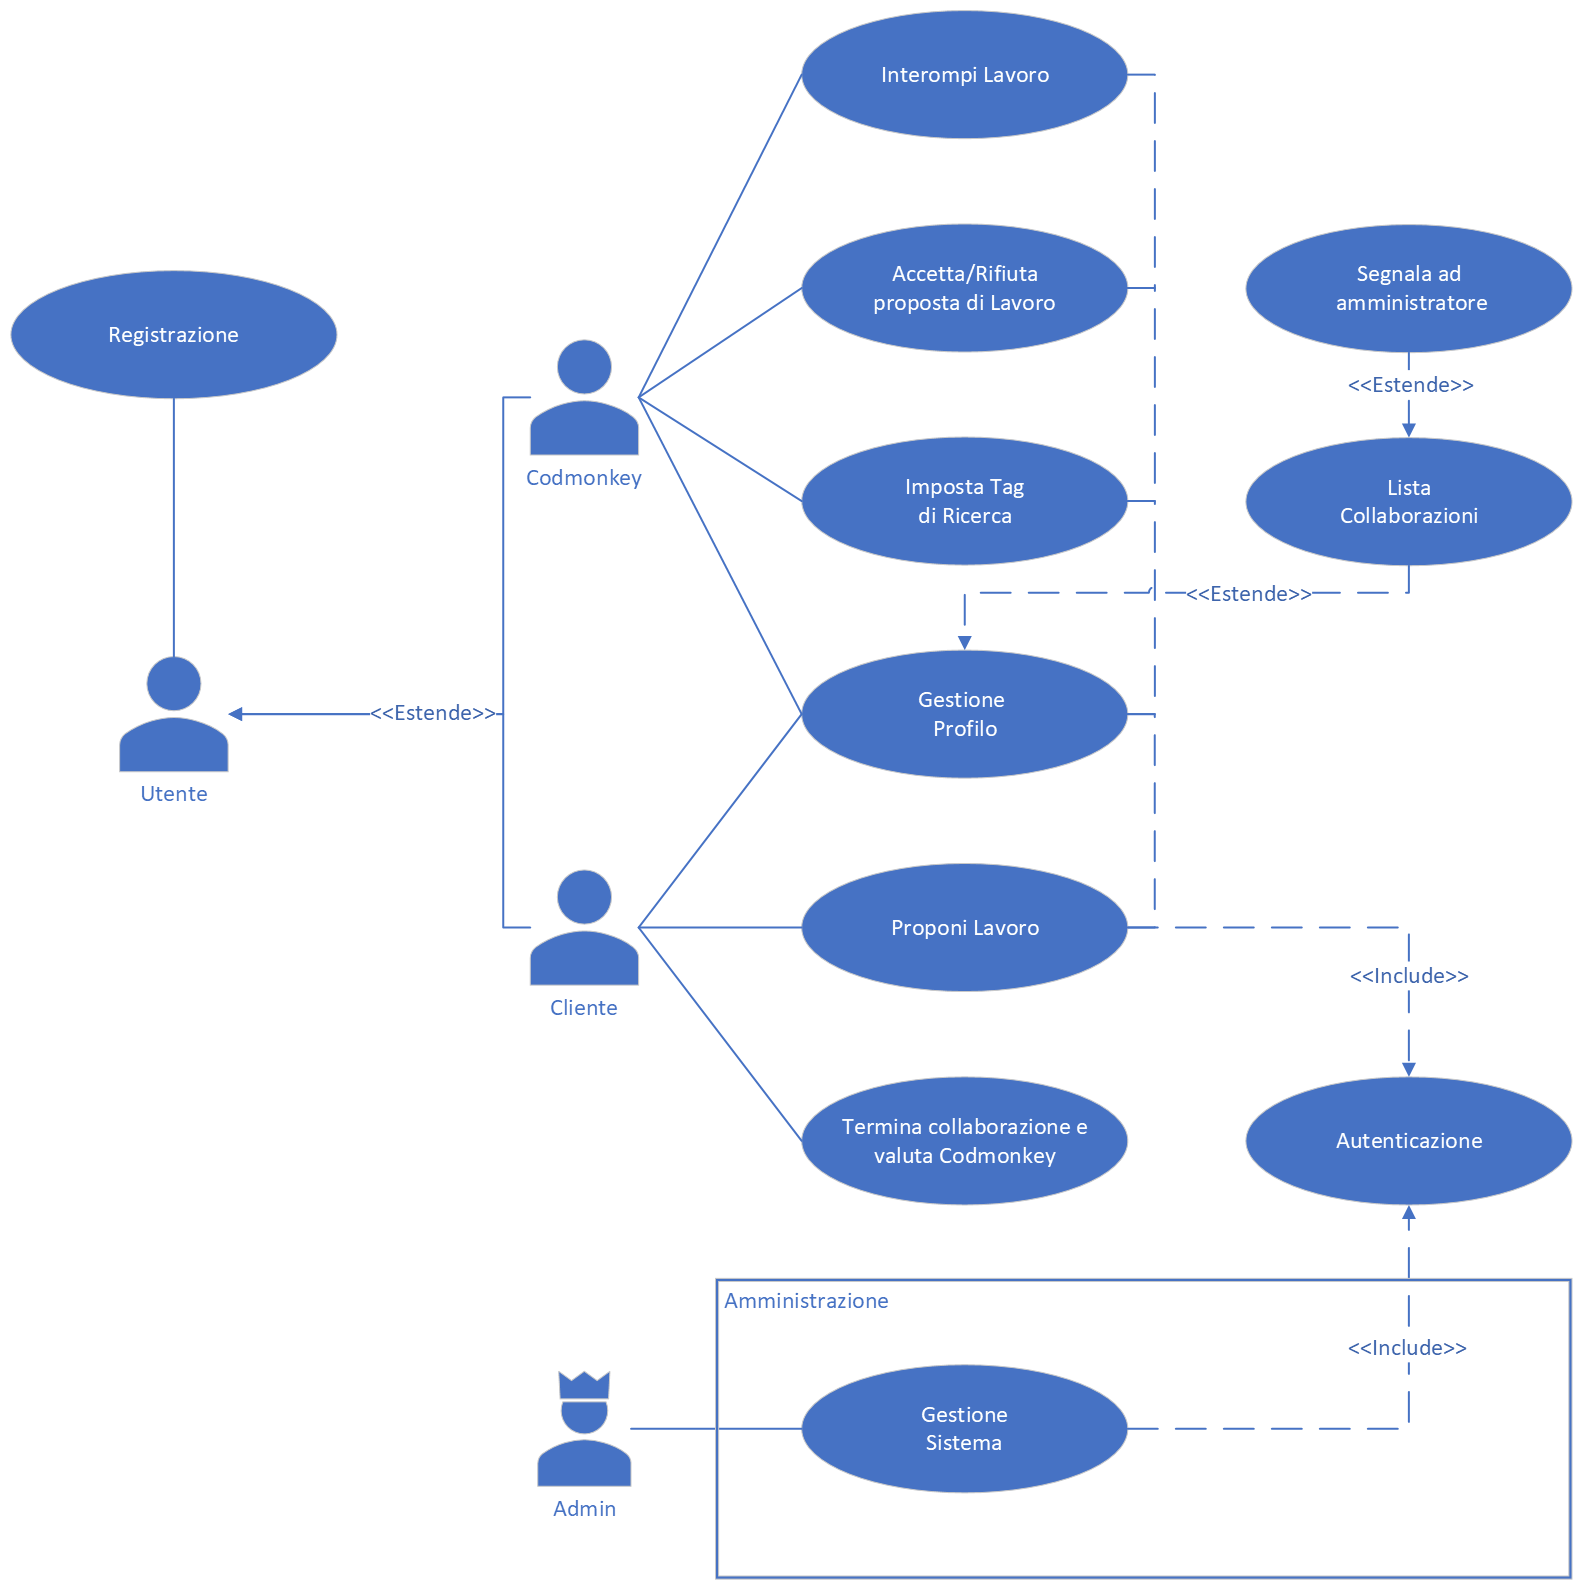 Interompi Lavoro
Accetta/Rifiuta
proposta di Lavoro
Segnala ad
amministratore
Registrazione
<<Estende>>
Codmonkey
Imposta Tag
di Ricerca
Lista
Collaborazioni
<<Estende>>
Gestione
Profilo
<<Estende>>
Utente
Proponi Lavoro
<<Include>>
Cliente
Termina collaborazione e
valuta Codmonkey
Autenticazione
Amministrazione
<<Include>>
Gestione
Sistema
Admin